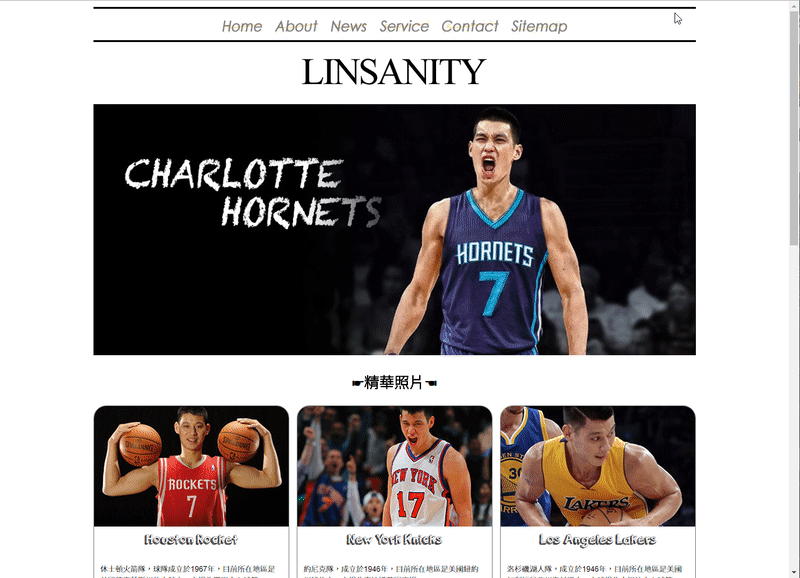 Home About News Service Contact Sitemap
LINSANITY
CHARLOTTE
HORNETS
HORNETS
7
☛精華照片☚
ROCKETS
7
NEW YORK
17
30
LAKERS
Houston Rocket
New York Knicks
Los Angeles Lakers
休士頓火箭隊，球隊成立於1967年，目前所在地區是
約尼克隊，成立於1946年，目前所在地區是美國紐約
洛杉磯湖人隊，成立於1946年，目前所在地區是美國